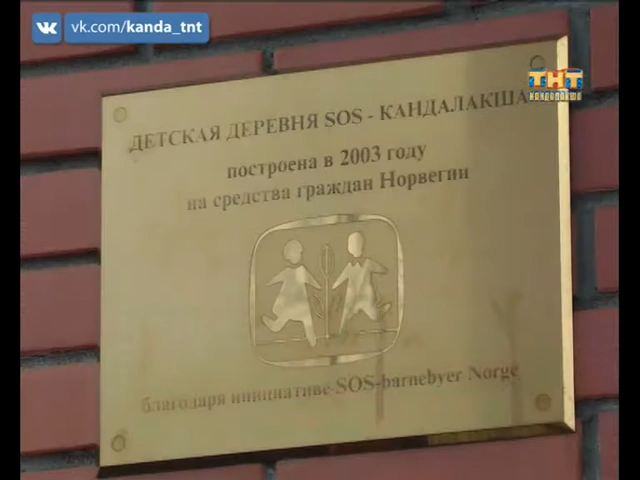 vk.com/kanda_tnt
ТНТ
КАНДАЛАКША
ДЕТСКАЯ ДЕРЕВНЯ SOS - КАНДАЛАКША
построена в 2003 году
на средства граждан Норвегии
благодаря инициативе SOS-barnebyer Norge